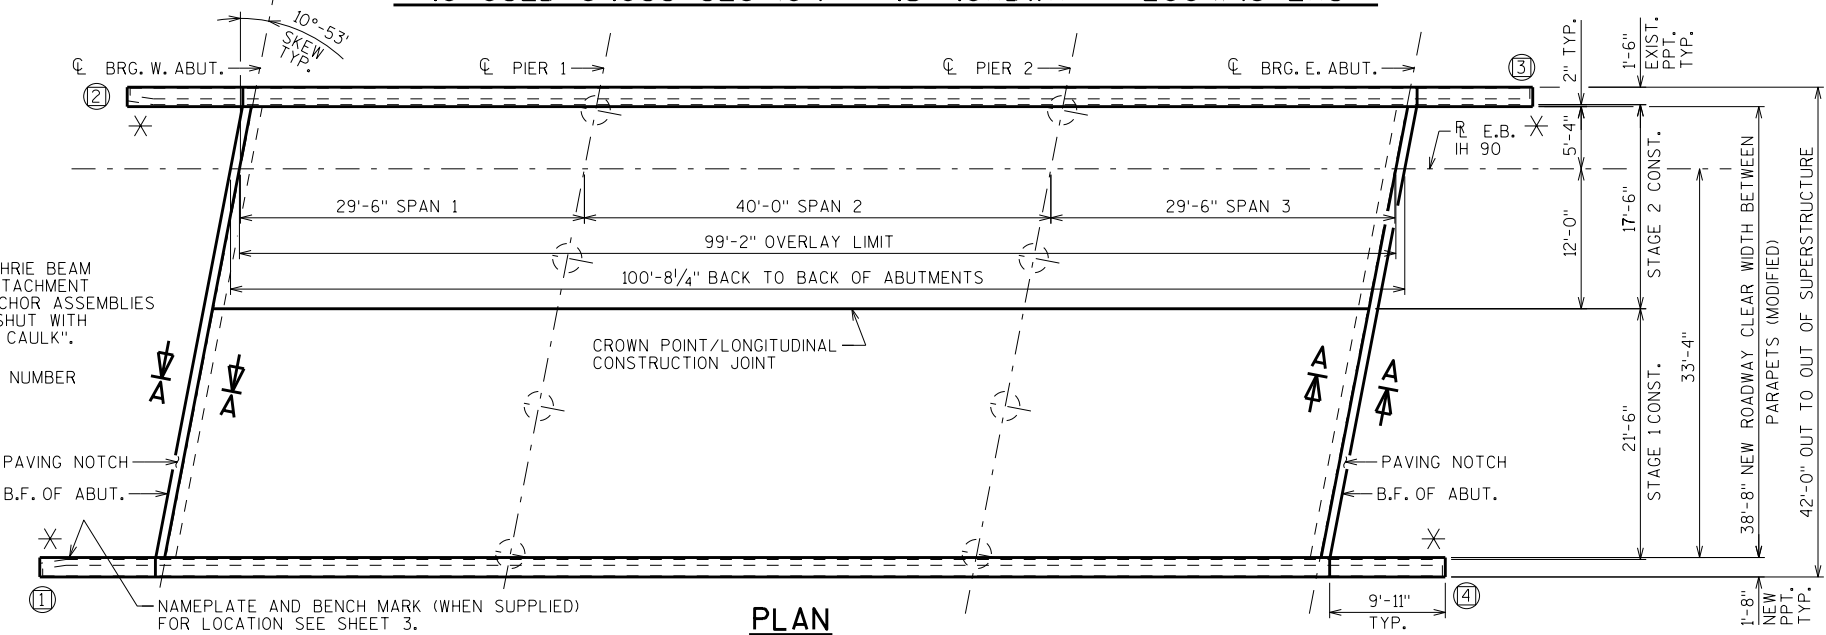 10°-53'
SKEW
TYP.
℄ BRG. W. ABUT.
℄ PIER 1
℄ PIER 2
℄ BRG. E. ABUT.
2
3
2" TYP.
1'-6"
EXIST.
PPT.
TYP.
R℄ E.B.
IH 90
5'-4"
12'-0"
17'-6"
STAGE 2 CONST.
29'-6" SPAN 1
40'-0" SPAN 2
29'-6" SPAN 3
99'-2" OVERLAY LIMIT
100'-8¼" BACK TO BACK OF ABUTMENTS
HRIE BEAM
TACHMENT
CHOR ASSEMBLIES
SHUT WITH
CAULK".
NUMBER
CROWN POINT/LONGITUDINAL
CONSTRUCTION JOINT
A
A
A
A
PAVING NOTCH
B.F. OF ABUT.
PAVING NOTCH
B.F. OF ABUT.
21'-6"
STAGE 1 CONST.
33'-4"
38'-8" NEW ROADWAY CLEAR WIDTH BETWEEN
PARAPETS (MODIFIED)
42'-0" OUT TO OUT OF SUPERSTRUCTURE
1
4
NAMEPLATE AND BENCH MARK (WHEN SUPPLIED)
FOR LOCATION SEE SHEET 3.
PLAN
9'-11"
TYP.
1'-8"
NEW
PPT.
TYP.